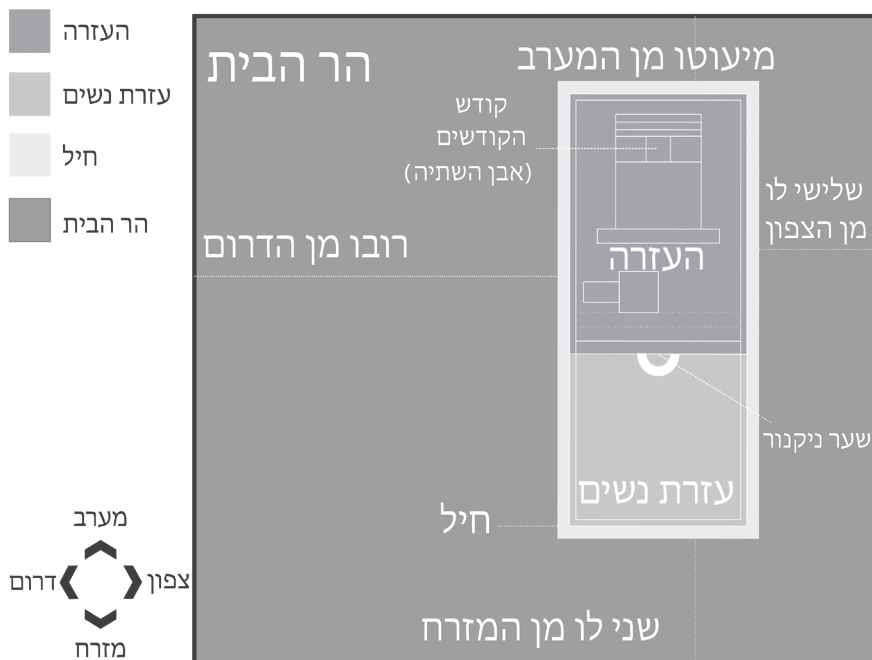 העזרה
עזרת נשים
חיל
הר הבית
הר הבית
מיעוטו מן המערב
קודש
הקודשים
(אבן השתיה)
שלישי לו
מן הצפון
רובו מן הדרום
העזרה
שער ניקנור
עזרת נשים
חיל
שני לו מן המזרח
מערב
צפון
דרום
מזרח